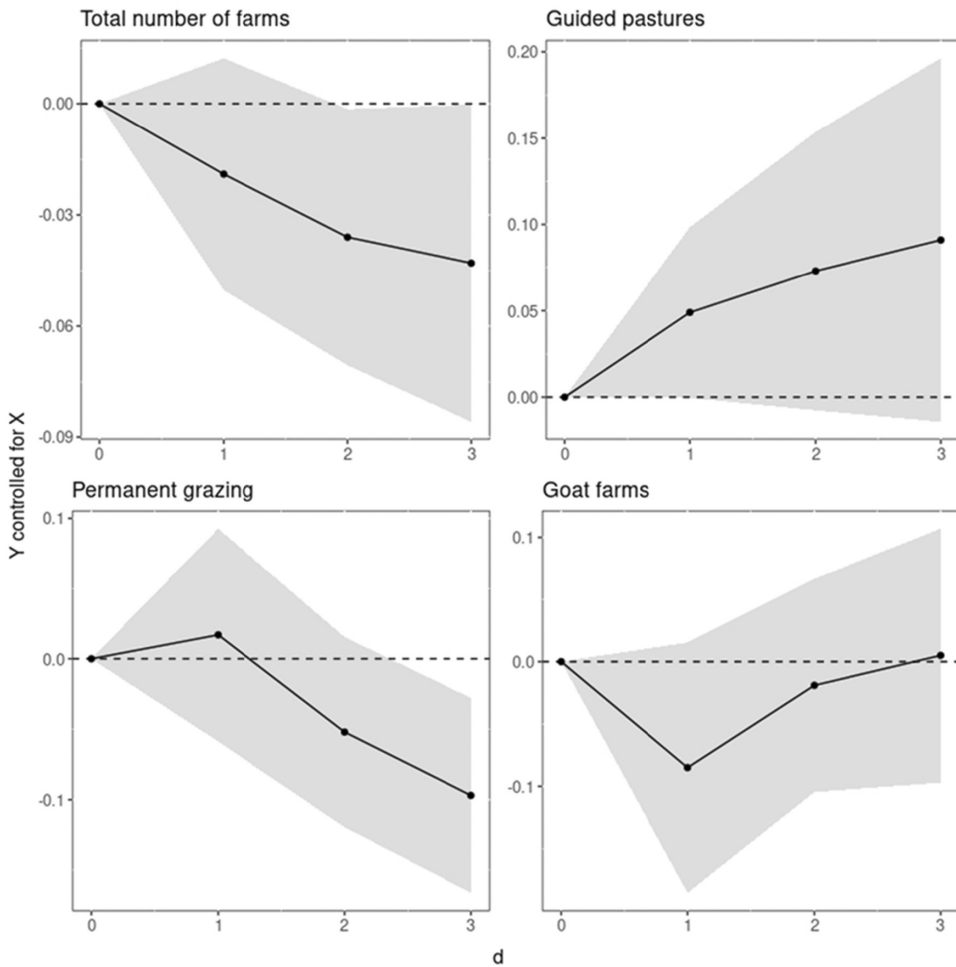 Total number of farms
0.00
-0.03
-0.06
-0.09
0 1 2 3
Guided pastures
0.20
0.15
0.10
0.05
0.00
0 1 2 3
Y controlled for X
Permanent grazing
0.1
0.0
-0.1
0 1 2 3
Goat farms
0.1
0.0
-0.1
0 1 2 3
d